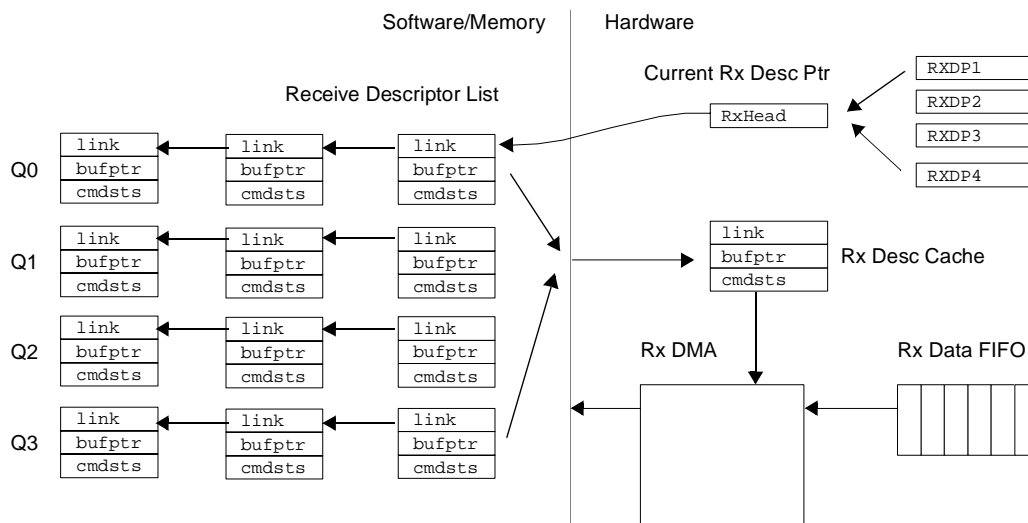 Software/Memory
Hardware
Receive Descriptor List
Current Rx Desc Ptr
RxHead
RXDP1
RXDP2
RXDP3
RXDP4
Q0
link link link
bufptr bufptr bufptr
cmdsts cmdsts cmdsts
Q1
link link link
bufptr bufptr bufptr
cmdsts cmdsts cmdsts
Q2
link link link
bufptr bufptr bufptr
cmdsts cmdsts cmdsts
Q3
link link link
bufptr bufptr bufptr
cmdsts cmdsts cmdsts
link
bufptr
cmdsts
Rx Desc Cache
Rx DMA
Rx Data FIFO